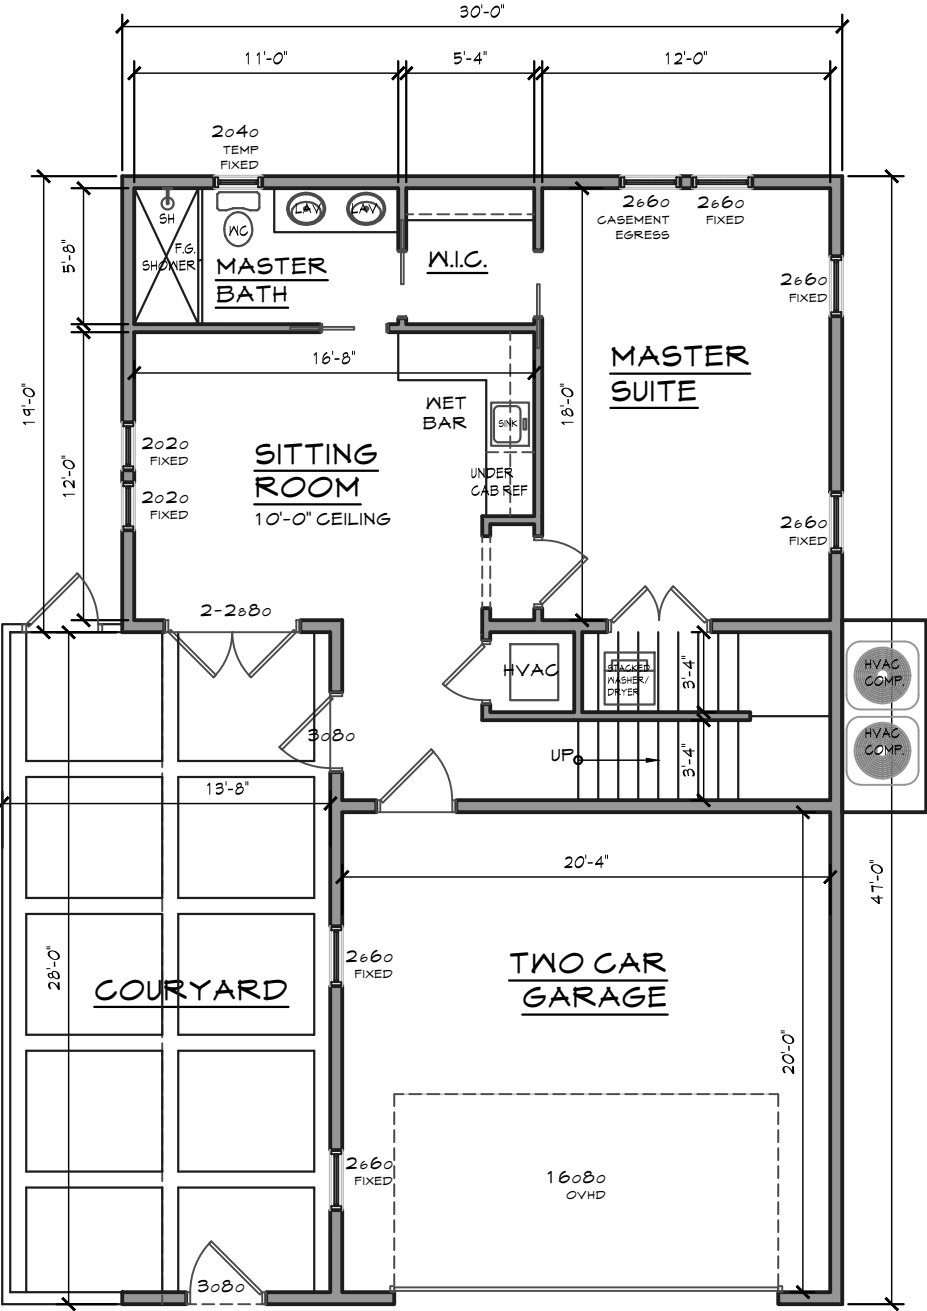 30'-0"
11'-0"
5'-4"
12'-0"
2040
TEMP
FIXED
2660
CASEMENT
EGRESS
2660
FIXED
SH
WC
LAV
LAV
F.G.
SHOWER
5'-8"
MASTER
BATH
W.I.C.
2660
FIXED
16'-8"
MASTER
SUITE
19'-0"
18'-0"
WET
BAR
SINK
2020
FIXED
SITTING
ROOM
10'-0" CEILING
12'-0"
UNDER
CAB REF
2020
FIXED
2660
FIXED
2-2880
HVAC
STACKED
WASHER/
DRYER
3'-4"
HVAC
COMP.
3080
UP
3'-4"
HVAC
COMP.
13'-8"
20'-4"
47'-0"
28'-0"
COURYARD
2660
FIXED
TWO CAR
GARAGE
20'-0"
2660
FIXED
16080
OVHD
3080